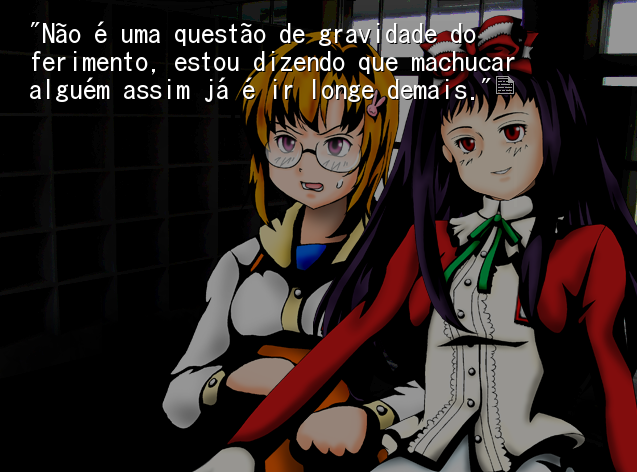 "Não é uma questão de gravidade do
ferimento, estou dizendo que machucar
alguém assim já é ir longe demais."